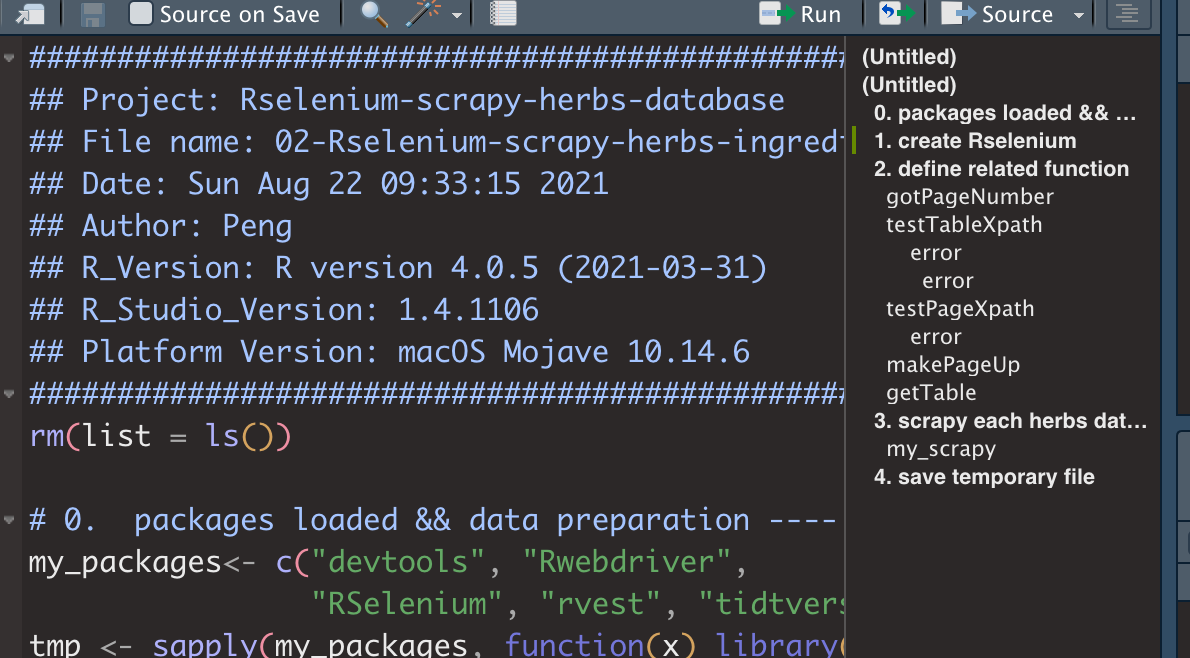 Source on Save
Run
Source
###############################################
## Project: Rselenium-scrapy-herbs-database
## File name: 02-Rselenium-scrapy-herbs-ingred
## Date: Sun Aug 22 09:33:15 2021
## Author: Peng
## R_Version: R version 4.0.5 (2021-03-31)
## R_Studio_Version: 1.4.1106
## Platform Version: macOS Mojave 10.14.6
###############################################
rm(list = ls())
# 0.  packages loaded && data preparation ----
my_packages<- c("devtools", "Rwebdriver",
"RSelenium", "rvest", "tidtvers
tmp <- sapply(my_packages, function(x) library(
(Untitled)
(Untitled)
0. packages loaded && ...
1. create Rselenium
2. define related function
gotPageNumber
testTableXpath
error
error
testPageXpath
error
makePageUp
getTable
3. scrapy each herbs dat...
my_scrapy
4. save temporary file